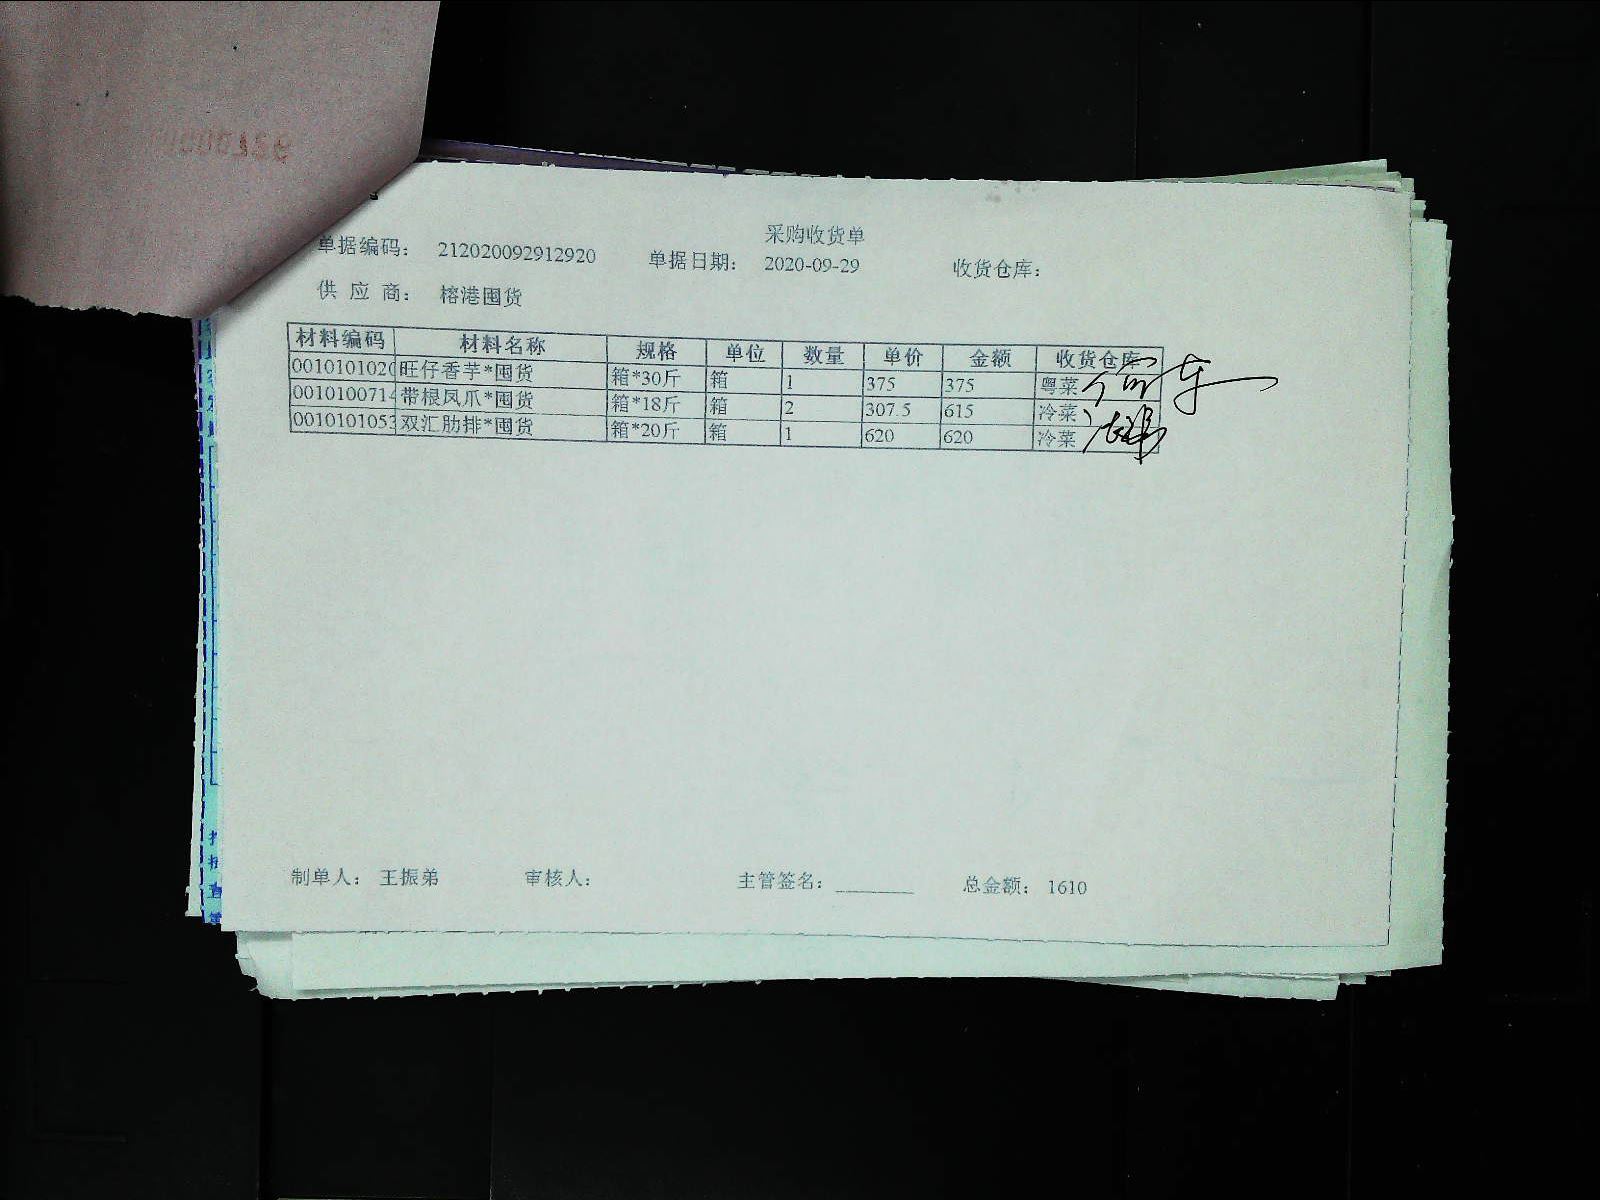 采购收货单
单据编码： 212020092912920 单据日期： 2020-09-29 收货仓库：
供 应 商： 榕港囤货
材料编码 材料名称 规格 单位 数量 单价 金额 收货仓库
0010101020 旺仔香芋*囤货 箱*30斤 箱 1 375 375 粤菜
0010100714 带根凤爪*囤货 箱*18斤 箱 2 307.5 615 冷菜
0010101053 双汇肋排*囤货 箱*20斤 箱 1 620 620 冷菜
制单人： 王振弟 审核人： 主管签名： 总金额： 1610